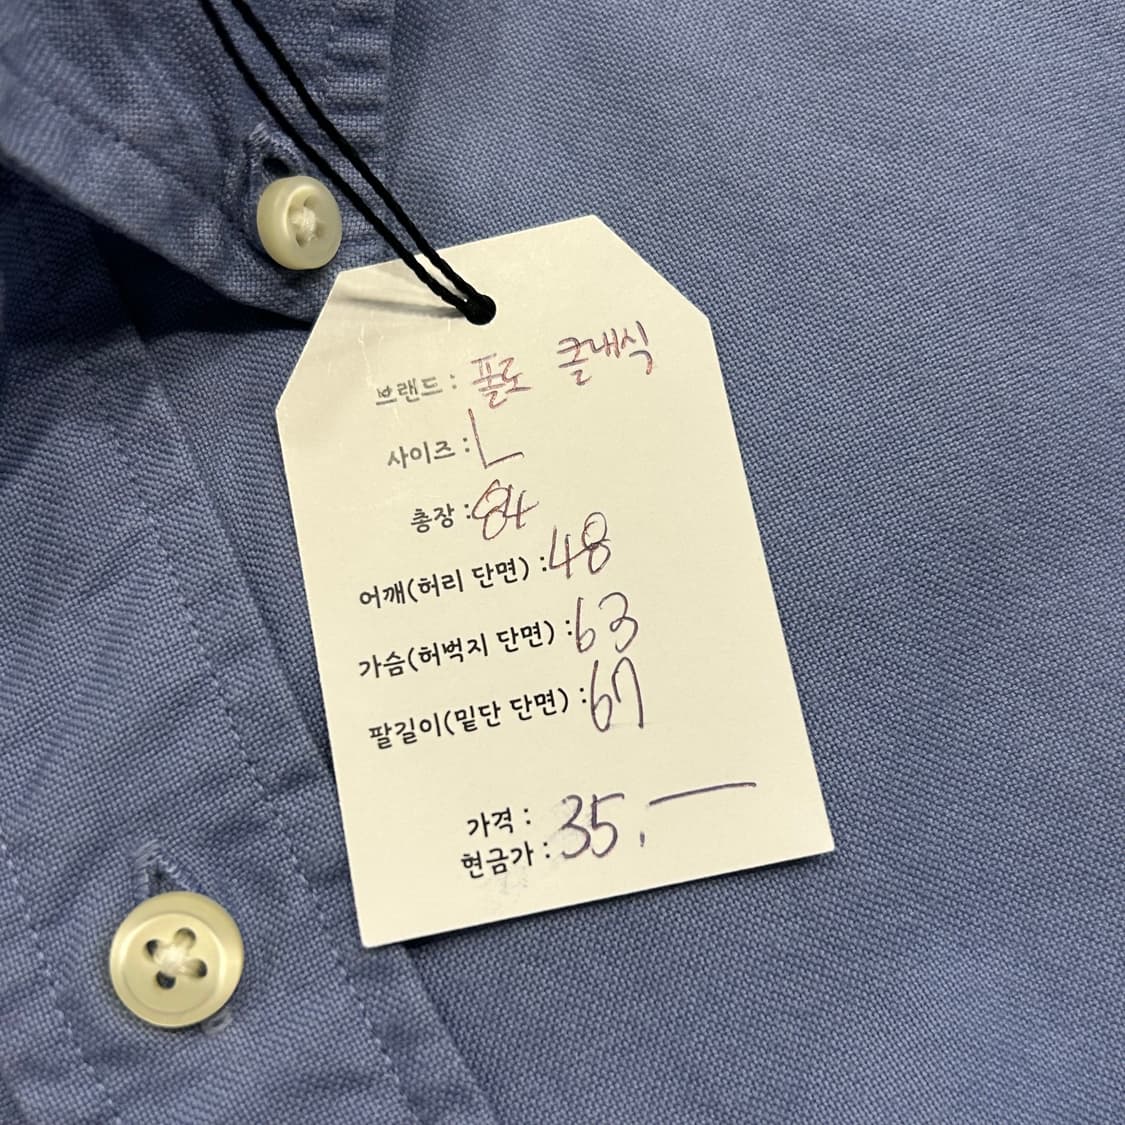 브랜드 : 폴로 클래식
사이즈 : L
총장 : 84
어깨(허리 단면) : 48
가슴(허벅지 단면) : 63
팔길이(밑단 단면) : 67
가격 :
현금가 : 35,—